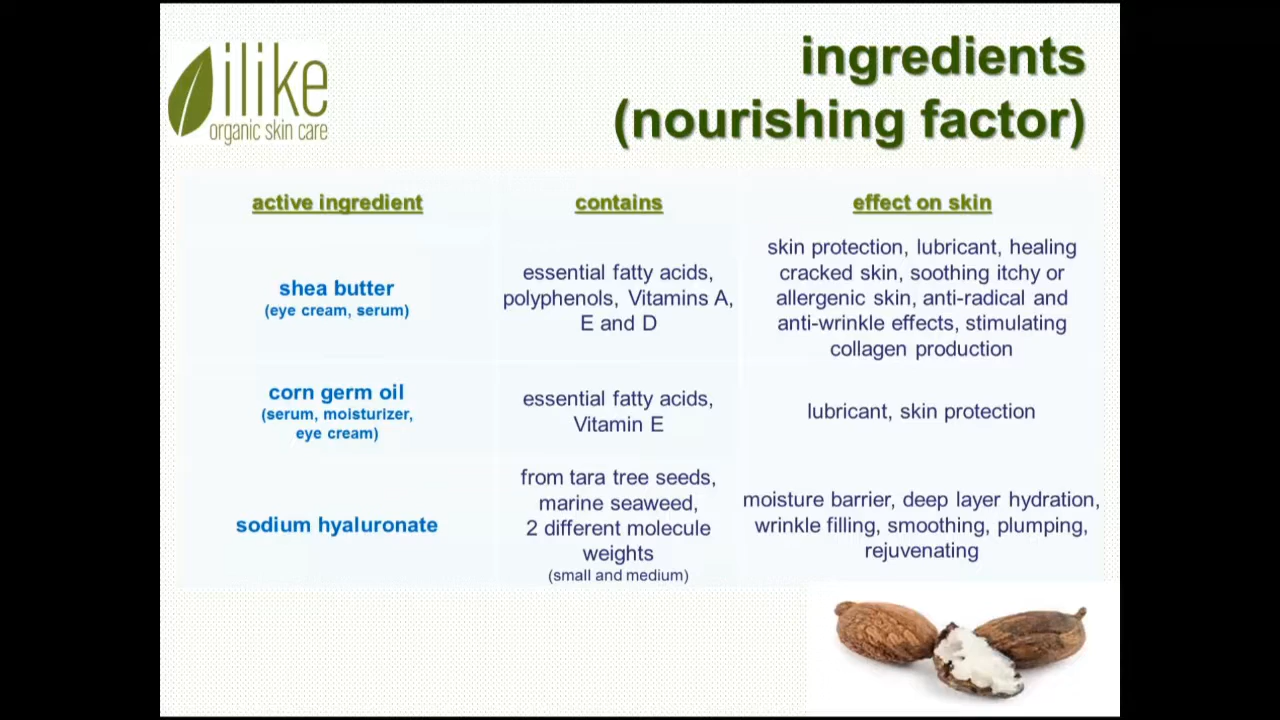 ilike
organic skin care
ingredients
(nourishing factor)
active ingredient
contains
effect on skin
shea butter
(eye cream, serum)
essential fatty acids,
polyphenols, Vitamins A,
E and D
skin protection, lubricant, healing
cracked skin, soothing itchy or
allergenic skin, anti-radical and
anti-wrinkle effects, stimulating
collagen production
corn germ oil
(serum, moisturizer,
eye cream)
essential fatty acids,
Vitamin E
lubricant, skin protection
sodium hyaluronate
from tara tree seeds,
marine seaweed,
2 different molecule
weights
(small and medium)
moisture barrier, deep layer hydration,
wrinkle filling, smoothing, plumping,
rejuvenating